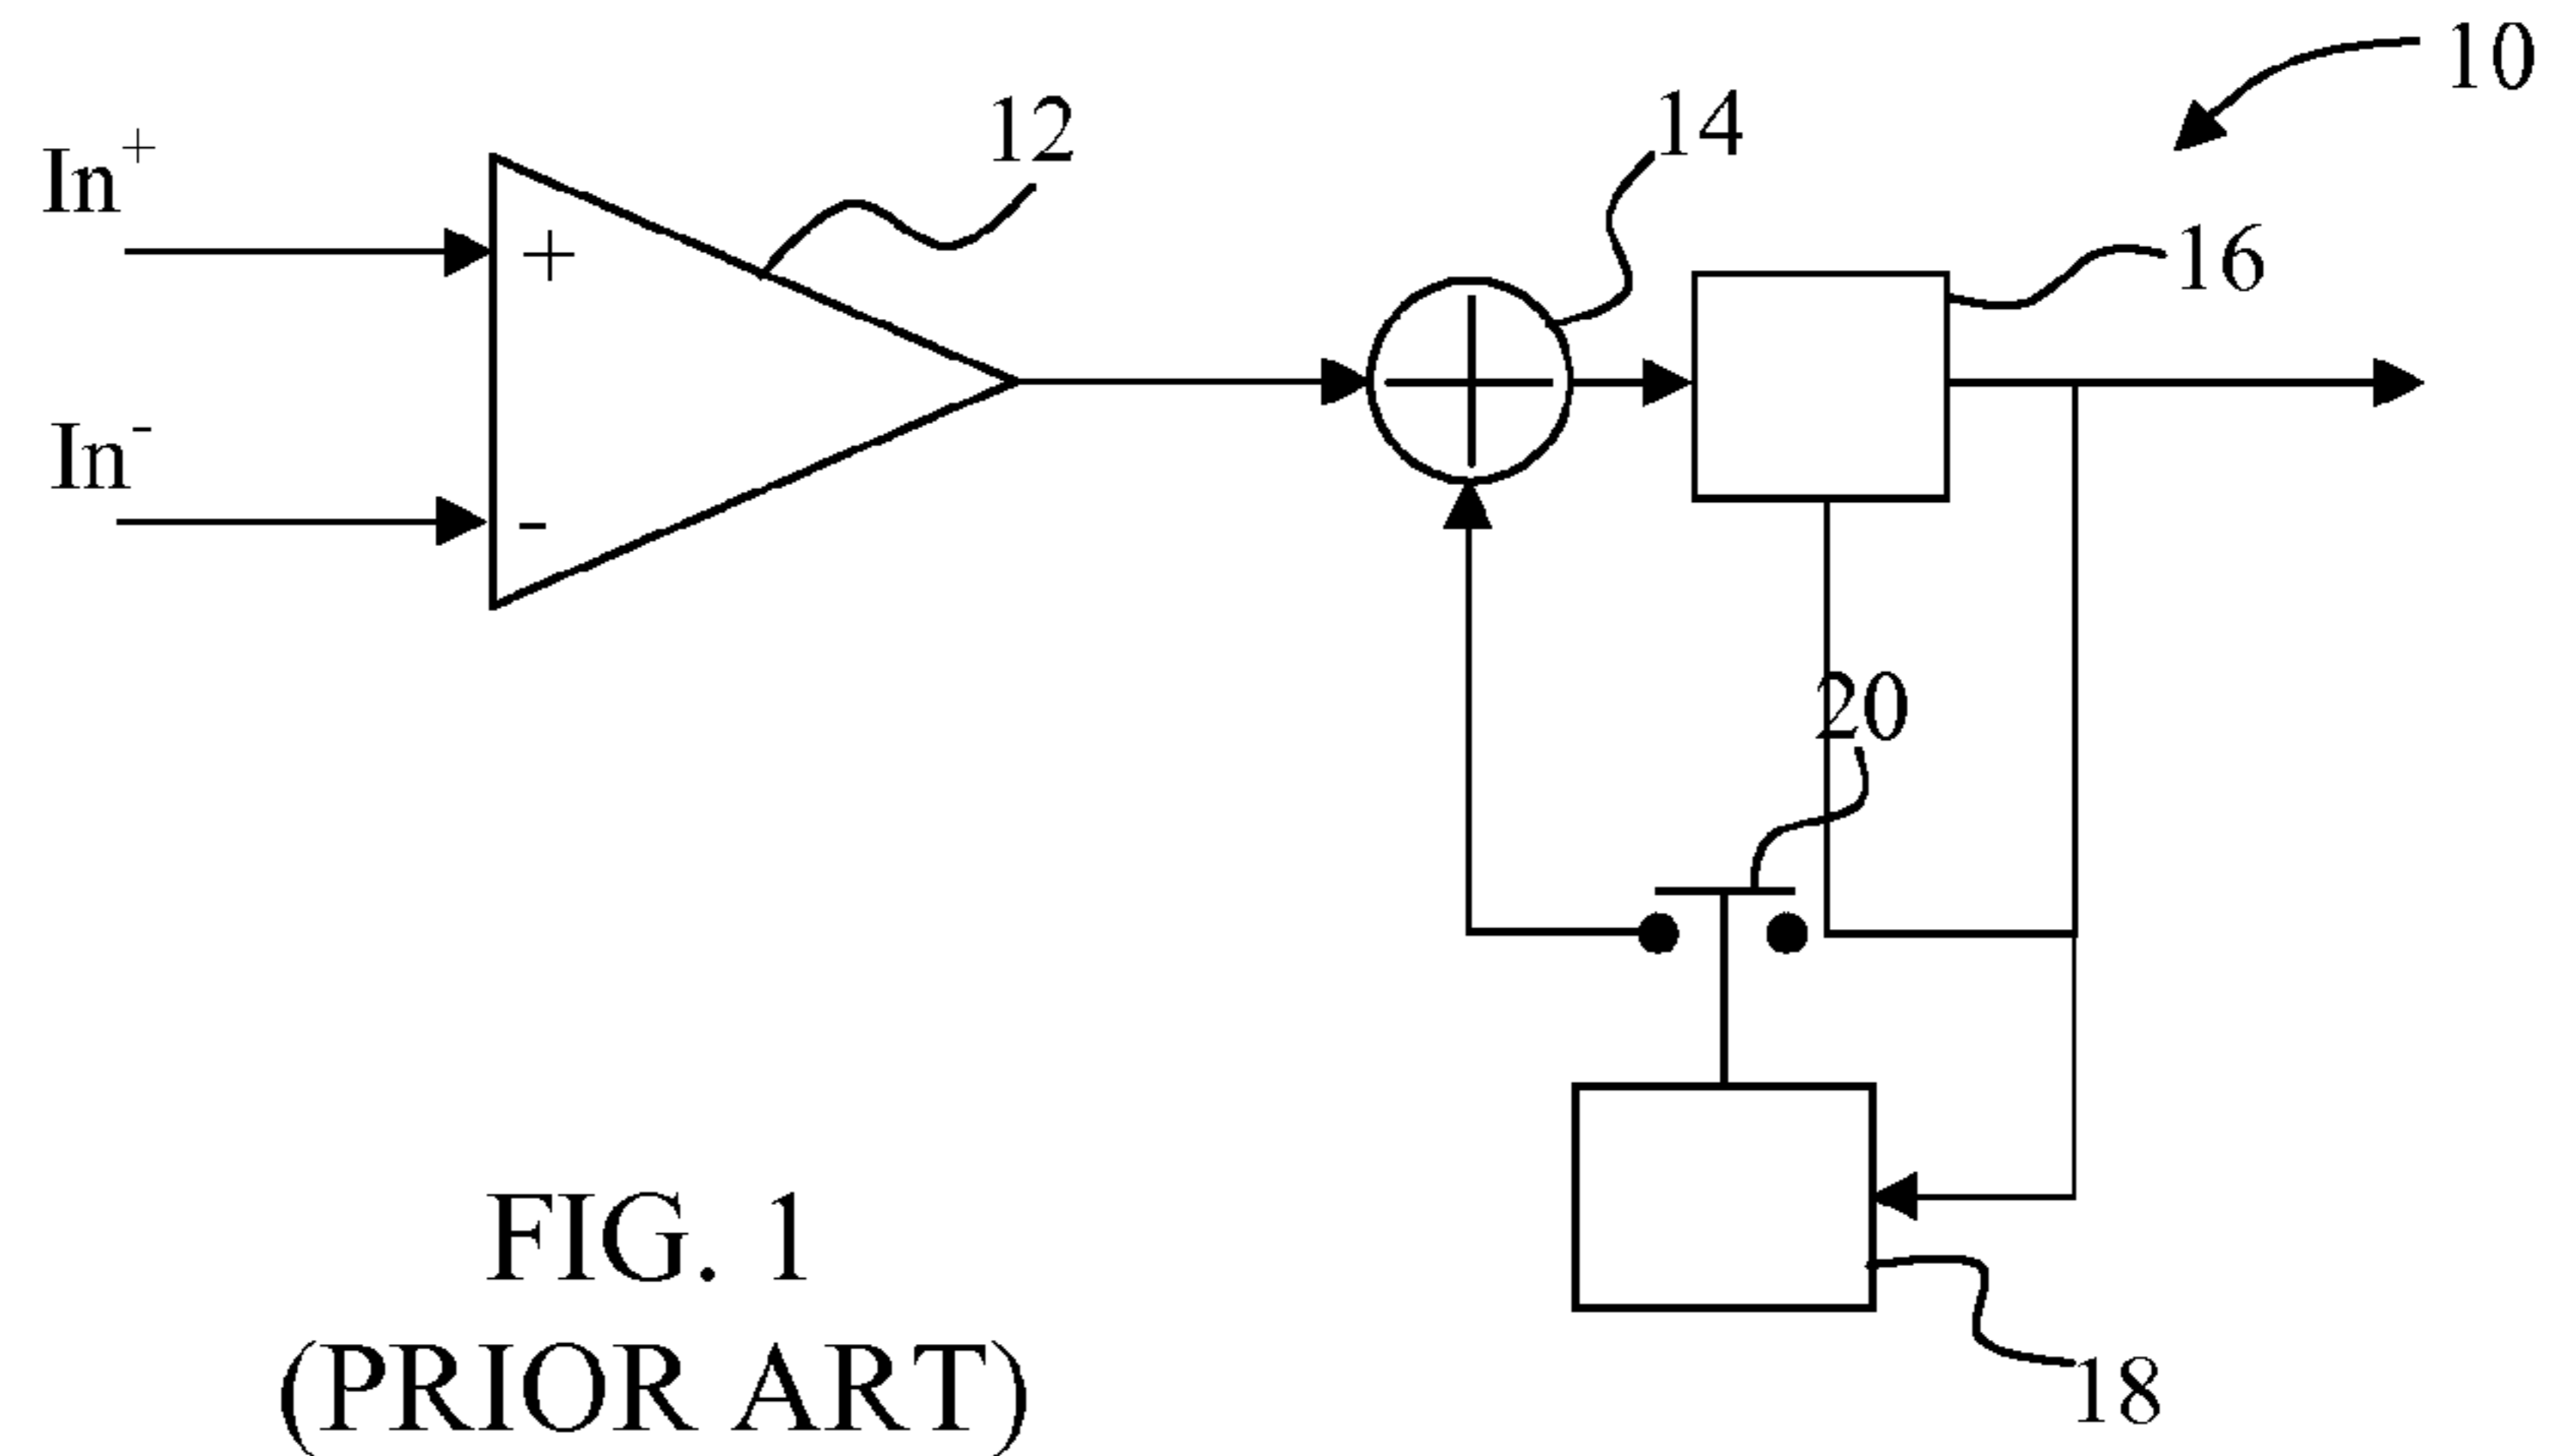 10
12
14
In+
16
+
In-
-
20
FIG. 1
(PRIOR ART)
18